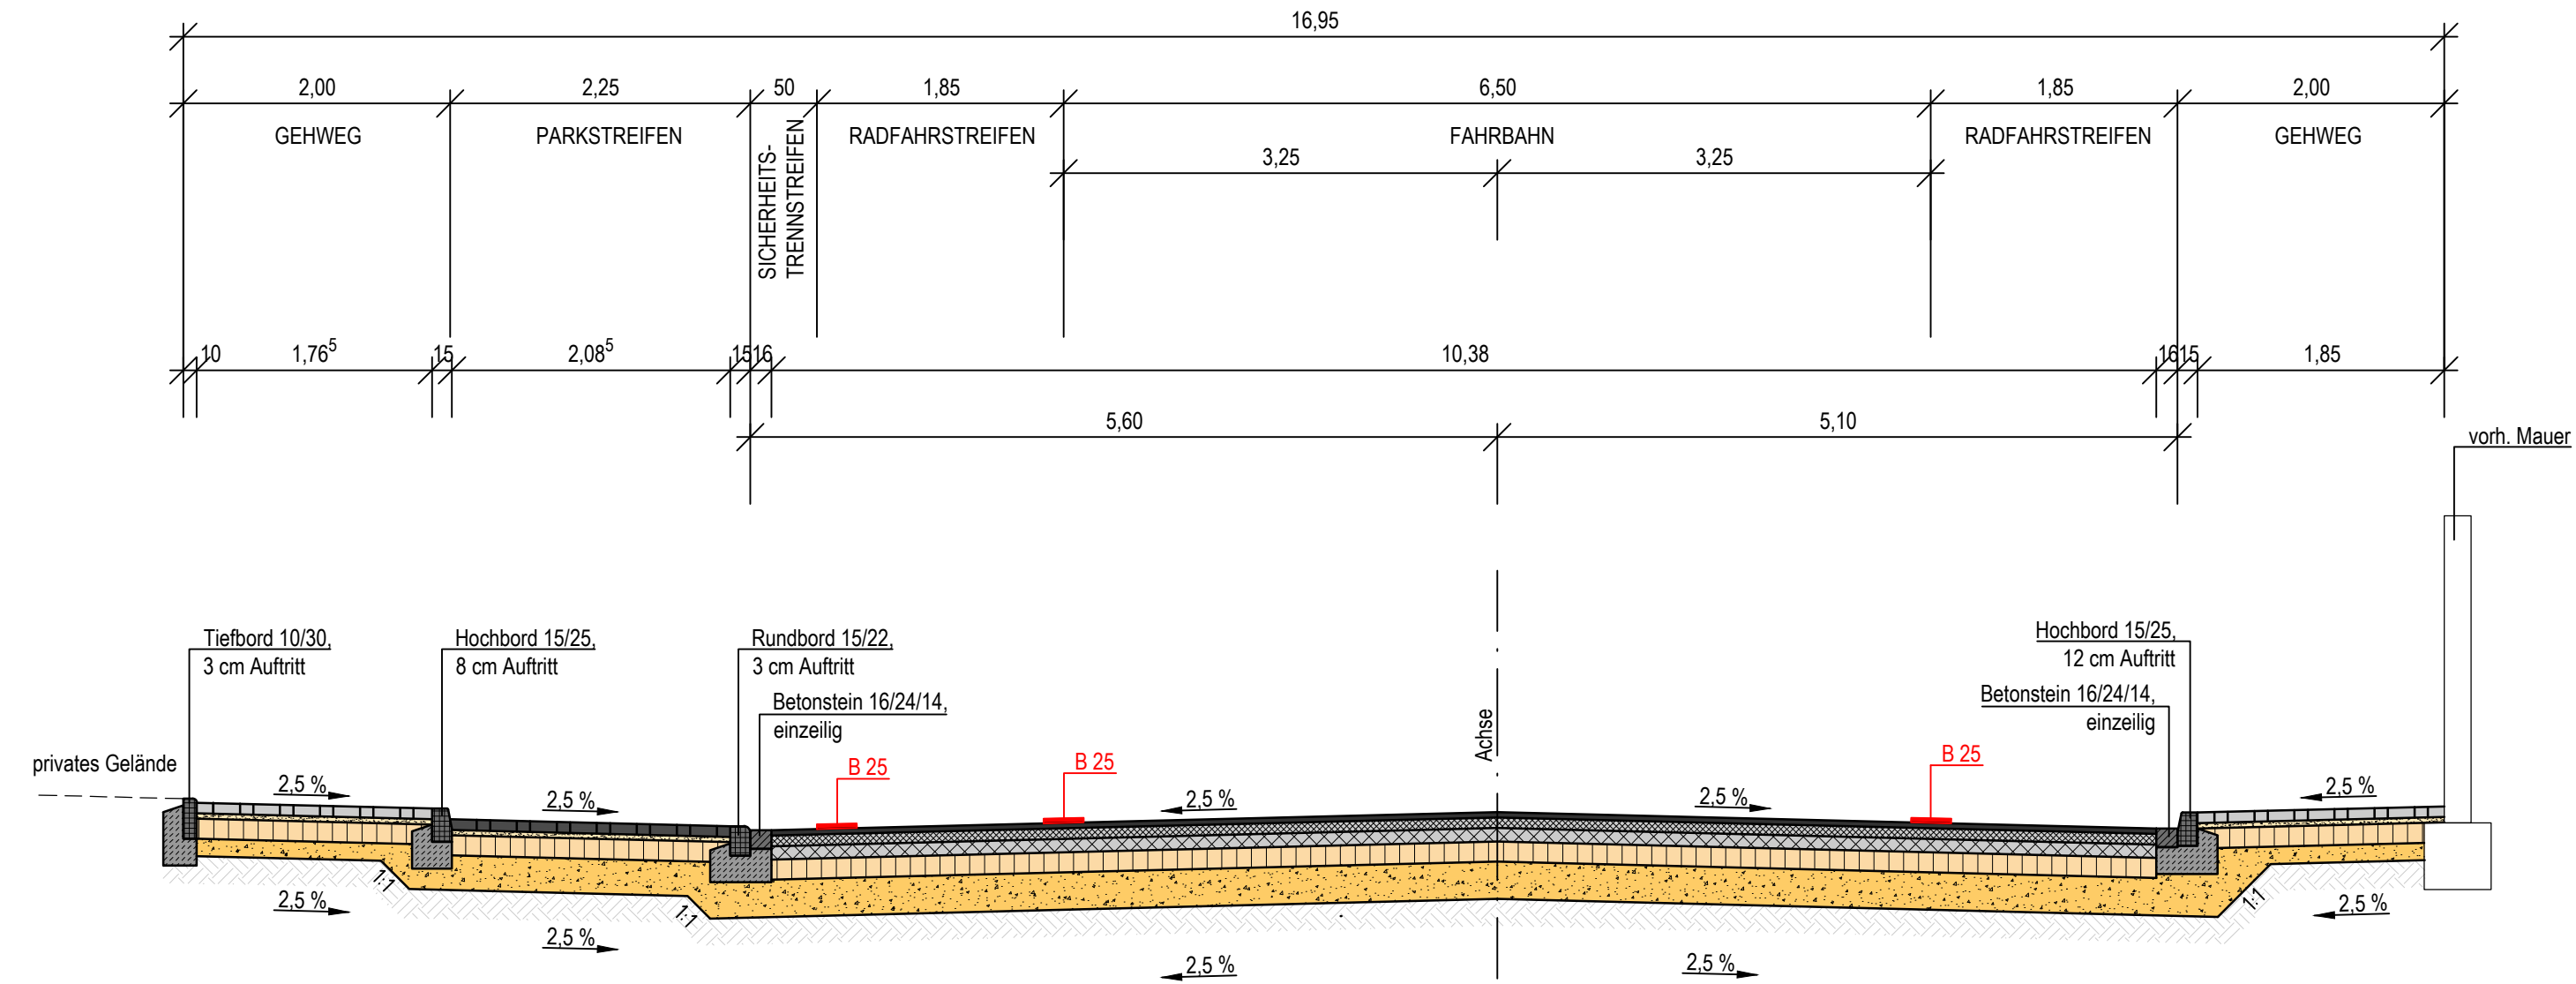 16,95
2,00 2,25 50 1,85 6,50 1,85 2,00
GEHWEG PARKSTREIFEN SICHERHEITS-
TRENNSTREIFEN RADFAHRSTREIFEN FAHRBAHN RADFAHRSTREIFEN GEHWEG
3,25 3,25
10 1,76⁵ 15 2,08⁵ 15 16 10,38 16 15 1,85
5,60 5,10
vorh. Mauer
Tiefbord 10/30,
3 cm Auftritt
Hochbord 15/25,
8 cm Auftritt
Rundbord 15/22,
3 cm Auftritt
Betonstein 16/24/14,
einzeilig
Hochbord 15/25,
12 cm Auftritt
Betonstein 16/24/14,
einzeilig
Achse
privates Gelände
B 25 B 25 B 25
2,5 % 2,5 % 2,5 % 2,5 % 2,5 %
1:1 1:1 1:1
2,5 % 2,5 % 2,5 % 2,5 % 2,5 %